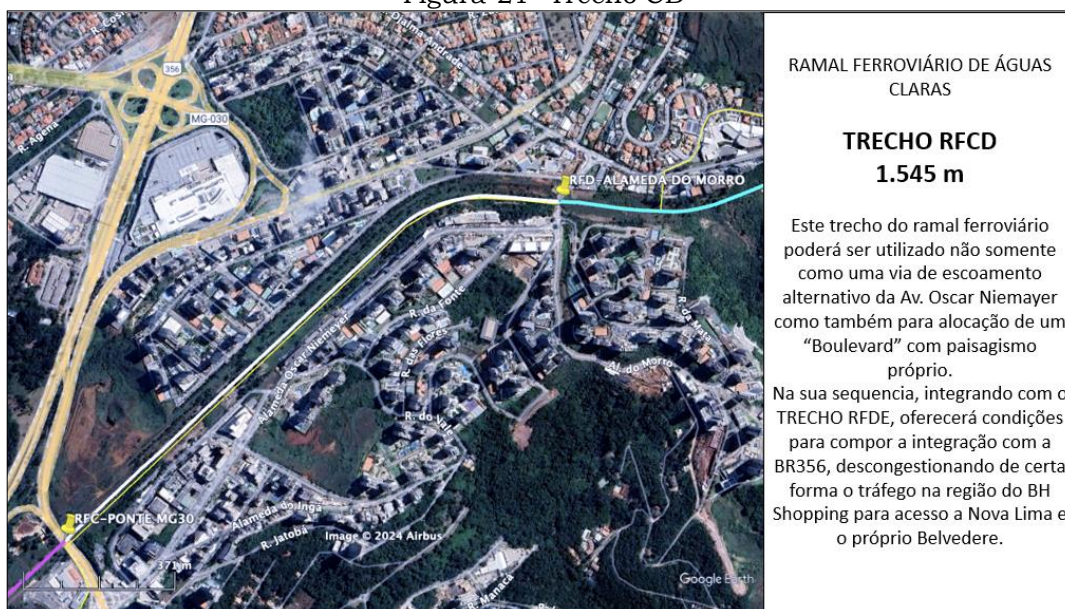 Figura 21 - Trecho CD
R. Djalma Andrade
356
R. Agena
MG-030
RFD-ALAMEDA DO MORRO
R. da Fonte
R. das Flores
R. da Mata
Al. do Morro
Alameda Oscar Niemeyer
Alameda do Ingá
R. Jatobá
RFC-PONTE MG30
Image © 2024 Airbus
371 m
R. Manacá
Google Earth
RAMAL FERROVIÁRIO DE ÁGUAS
CLARAS
TRECHO RFCD
1.545 m
Este trecho do ramal ferroviário
poderá ser utilizado não somente
como uma via de escoamento
alternativo da Av. Oscar Niemayer
como também para alocação de um
“Boulevard” com paisagismo
próprio.
Na sua sequencia, integrando com o
TRECHO RFDE, oferecerá condições
para compor a integração com a
BR356, descongestionando de certa
forma o tráfego na região do BH
Shopping para acesso a Nova Lima e
o próprio Belvedere.